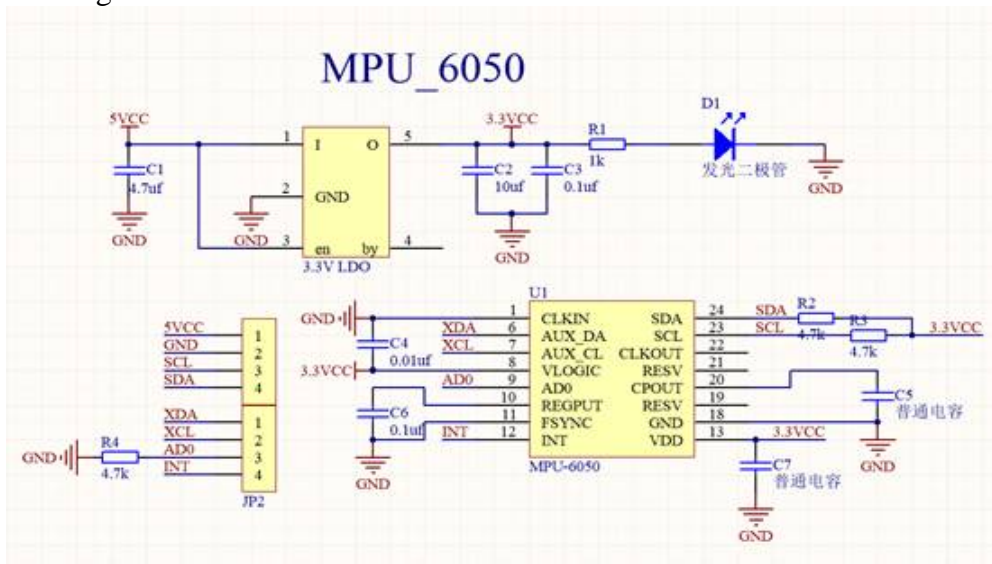 MPU_6050
5VCC
C1
4.7uf
GND
1 I O 5
2 GND
3 en by 4
3.3V LDO
GND
3.3VCC
C2
10uf
C3
0.1uf
GND
R1
1k
D1
发光二极管
GND
5VCC 1
GND 2
SCL 3
SDA 4
XDA 1
XCL 2
AD0 3
INT 4
JP2
GND
R4
4.7k
U1
GND
C4
0.01uf
3.3VCC
C6
0.1uf
GND
1 CLKIN SDA 24 SDA
XDA 6 AUX_DA SCL 23 SCL
XCL 7 AUX_CL CLKOUT 22
8 VLOGIC RESV 21
AD0 9 AD0 CPOUT 20
10 REGPUT RESV 19
11 FSYNC GND 18
INT 12 INT VDD 13 3.3VCC
MPU-6050
R2
4.7k
R3
4.7k
3.3VCC
C5
普通电容
GND
C7
普通电容
GND